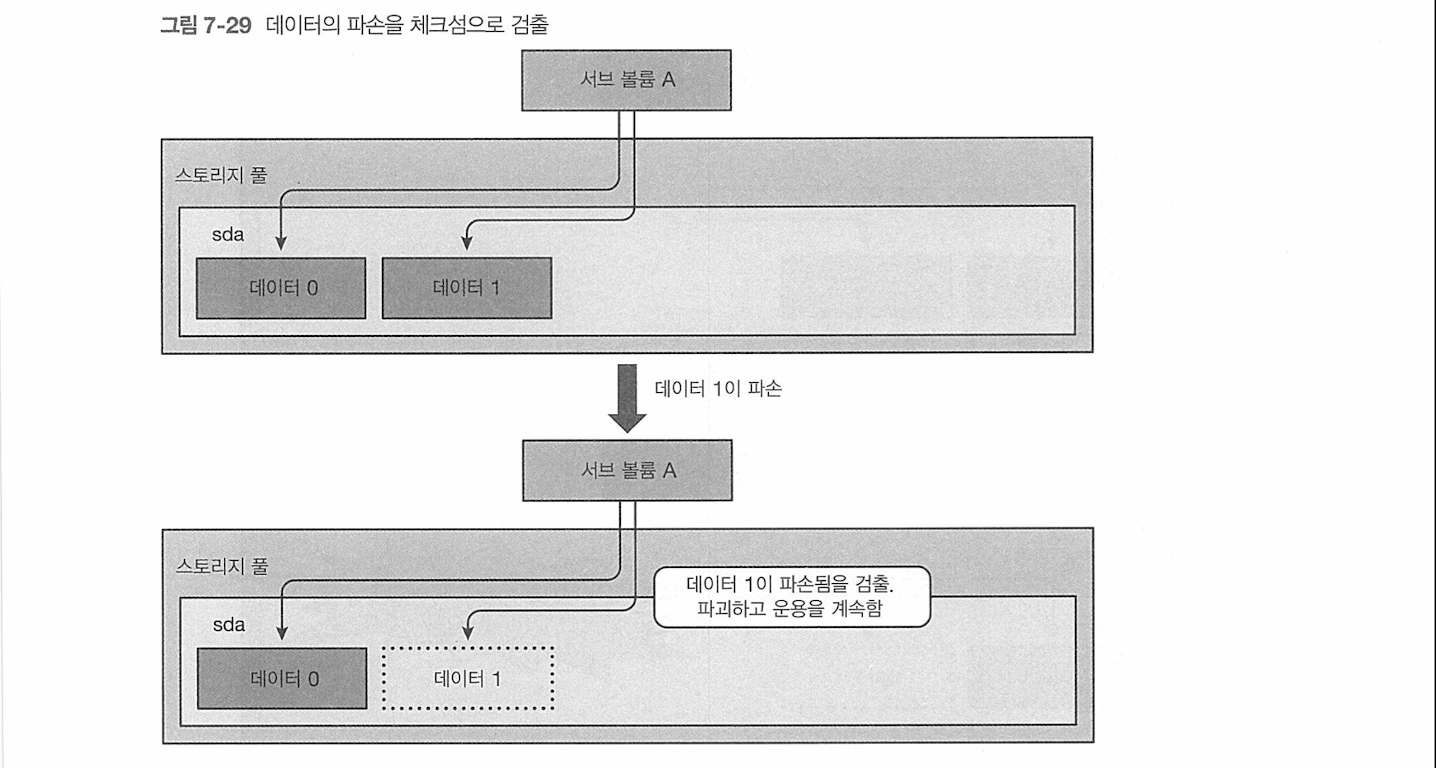 그림 7-29 데이터의 파손을 체크섬으로 검출
서브 볼륨 A
스토리지 풀
sda
데이터 0
데이터 1
데이터 1이 파손
서브 볼륨 A
스토리지 풀
데이터 1이 파손됨을 검출.
파괴하고 운용을 계속함
sda
데이터 0
데이터 1